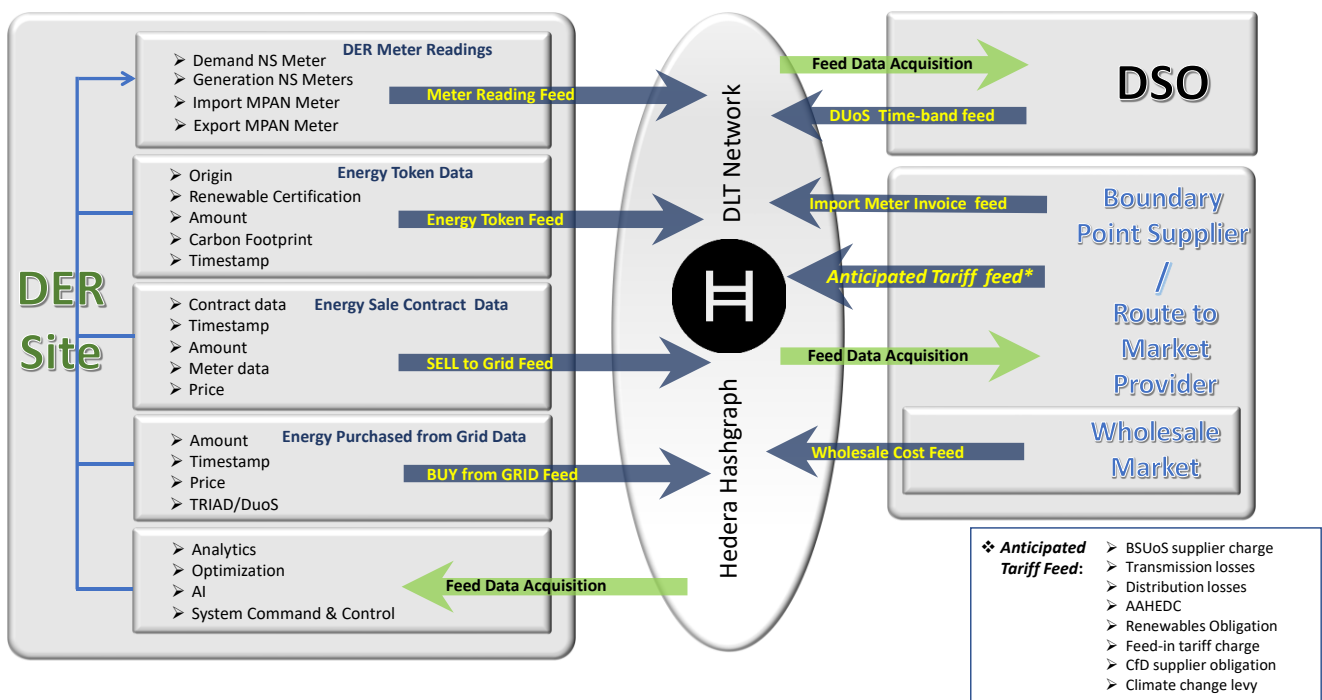 DER Site
DER Meter Readings
Demand NS Meter
Generation NS Meters
Import MPAN Meter
Export MPAN Meter
Meter Reading Feed
Energy Token Data
Origin
Renewable Certification
Amount
Carbon Footprint
Timestamp
Energy Token Feed
Energy Sale Contract Data
Contract data
Timestamp
Amount
Meter data
Price
SELL to Grid Feed
Energy Purchased from Grid Data
Amount
Timestamp
Price
TRIAD/DuoS
BUY from GRID Feed
Analytics
Optimization
AI
System Command & Control
Feed Data Acquisition
Hedera Hashgraph
DLT Network
H
Feed Data Acquisition
DUoS Time-band feed
DSO
Import Meter Invoice feed
Anticipated Tariff feed*
Feed Data Acquisition
Boundary
Point Supplier
/
Route to
Market
Provider
Wholesale Cost Feed
Wholesale
Market
Anticipated
Tariff Feed:
BSUoS supplier charge
Transmission losses
Distribution losses
AAHEDC
Renewables Obligation
Feed-in tariff charge
CfD supplier obligation
Climate change levy